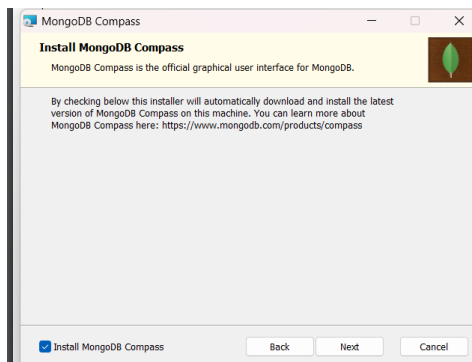 MongoDB Compass
Install MongoDB Compass
MongoDB Compass is the official graphical user interface for MongoDB.
By checking below this installer will automatically download and install the latest
version of MongoDB Compass on this machine. You can learn more about
MongoDB Compass here: https://www.mongodb.com/products/compass
Install MongoDB Compass
Back
Next
Cancel